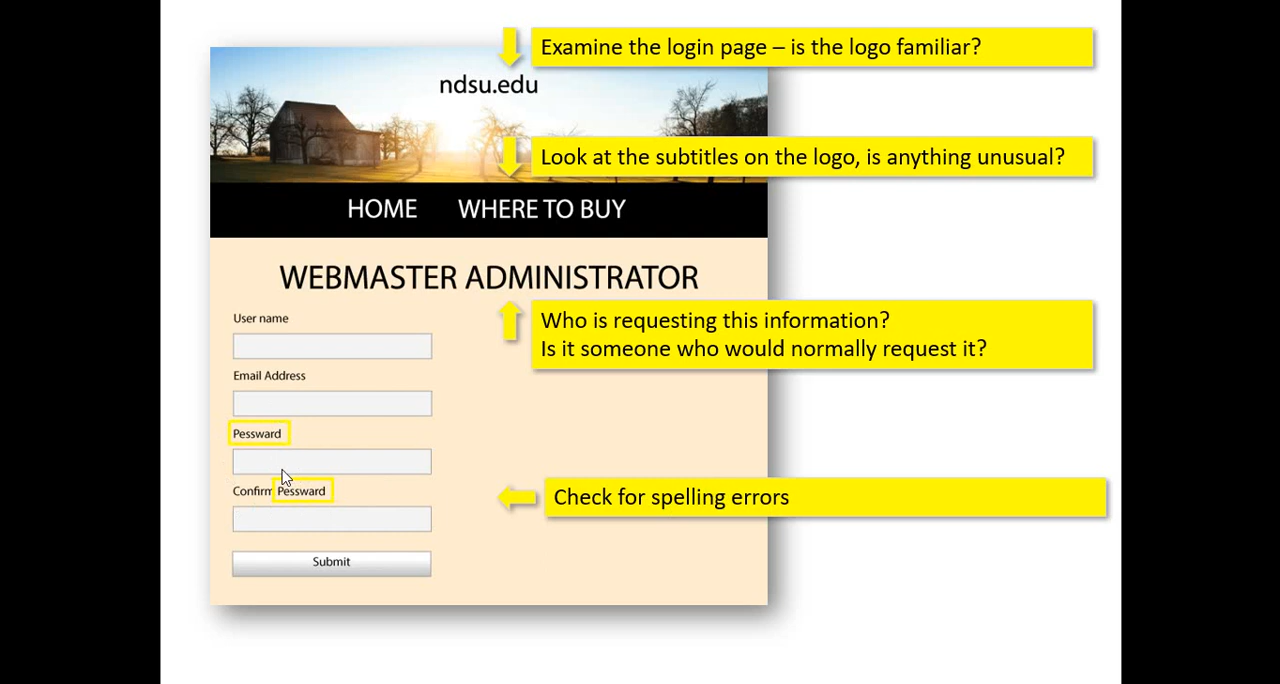 Examine the login page – is the logo familiar?
ndsu.edu
Look at the subtitles on the logo, is anything unusual?
HOME WHERE TO BUY
WEBMASTER ADMINISTRATOR
Who is requesting this information?
Is it someone who would normally request it?
User name
Email Address
Pessward
Confirm Pessward
Check for spelling errors
Submit